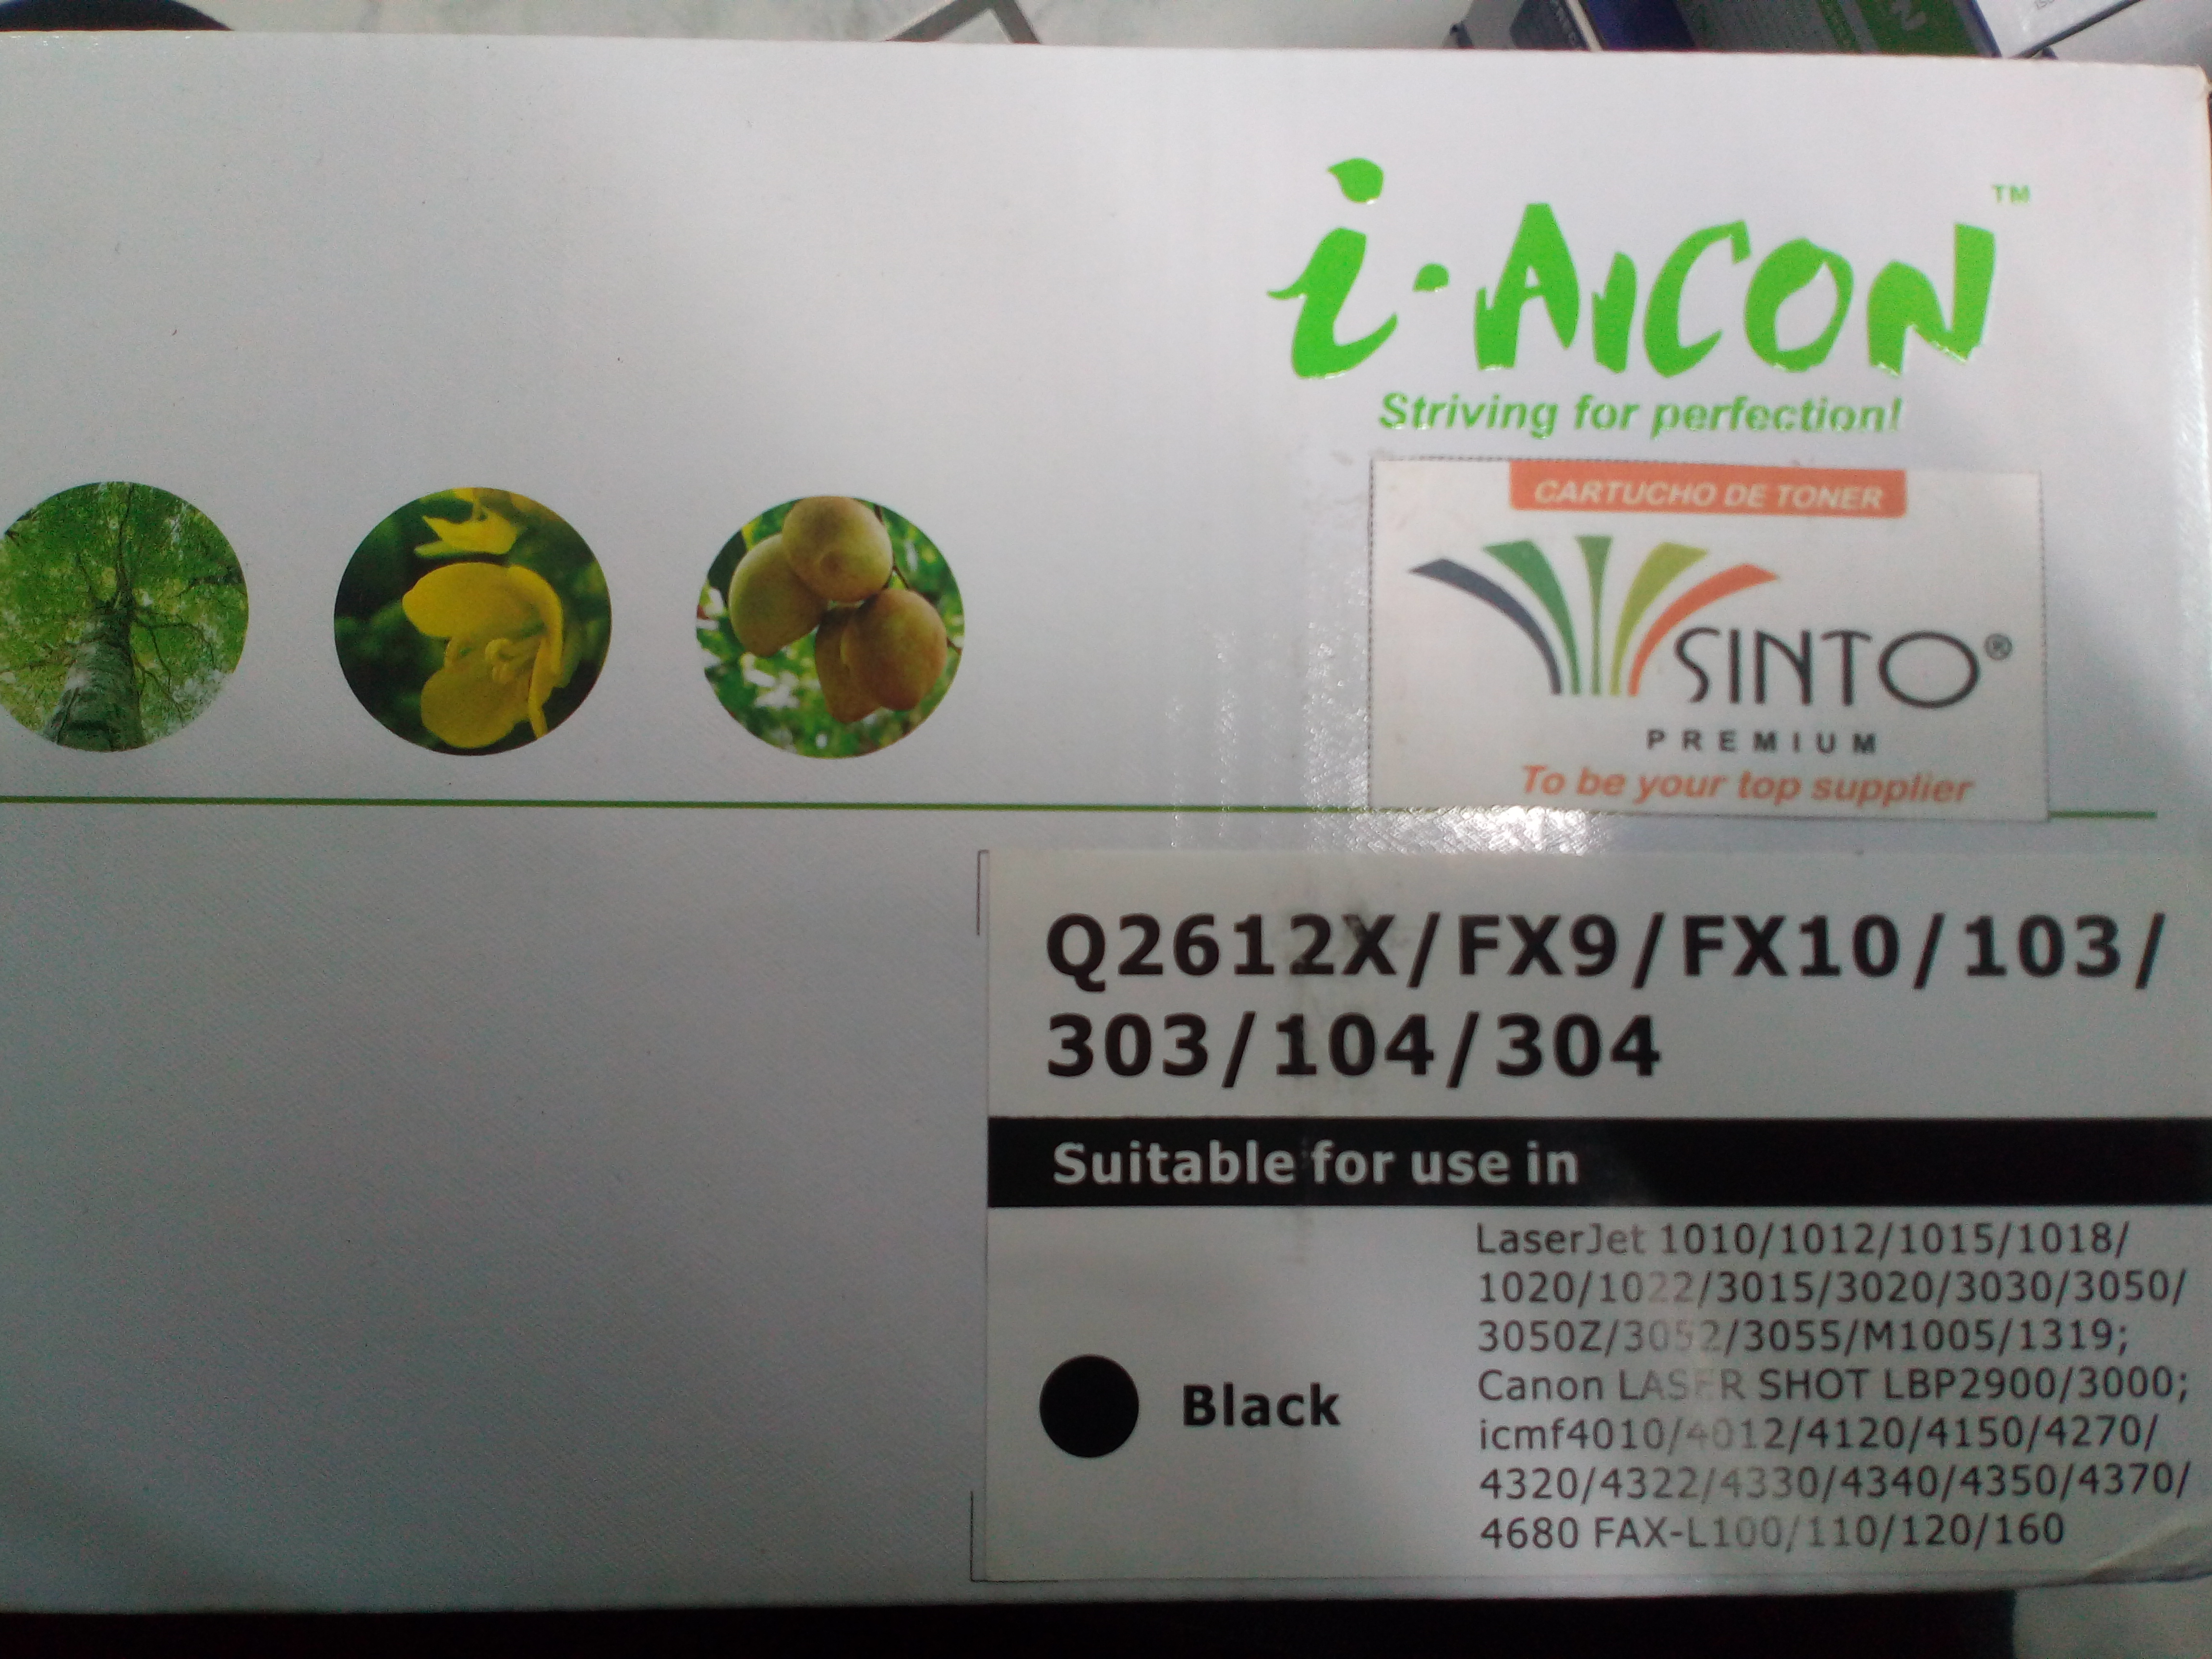 i-AICON™
Striving for perfection!
CARTUCHO DE TONER
SINTO®
PREMIUM
To be your top supplier
Q2612X/FX9/FX10/103/
303/104/304
Suitable for use in
Black
LaserJet 1010/1012/1015/1018/
1020/1022/3015/3020/3030/3050/
3050Z/3052/3055/M1005/1319;
Canon LASER SHOT LBP2900/3000;
icmf4010/4012/4120/4150/4270/
4320/4322/4330/4340/4350/4370/
4680 FAX-L100/110/120/160